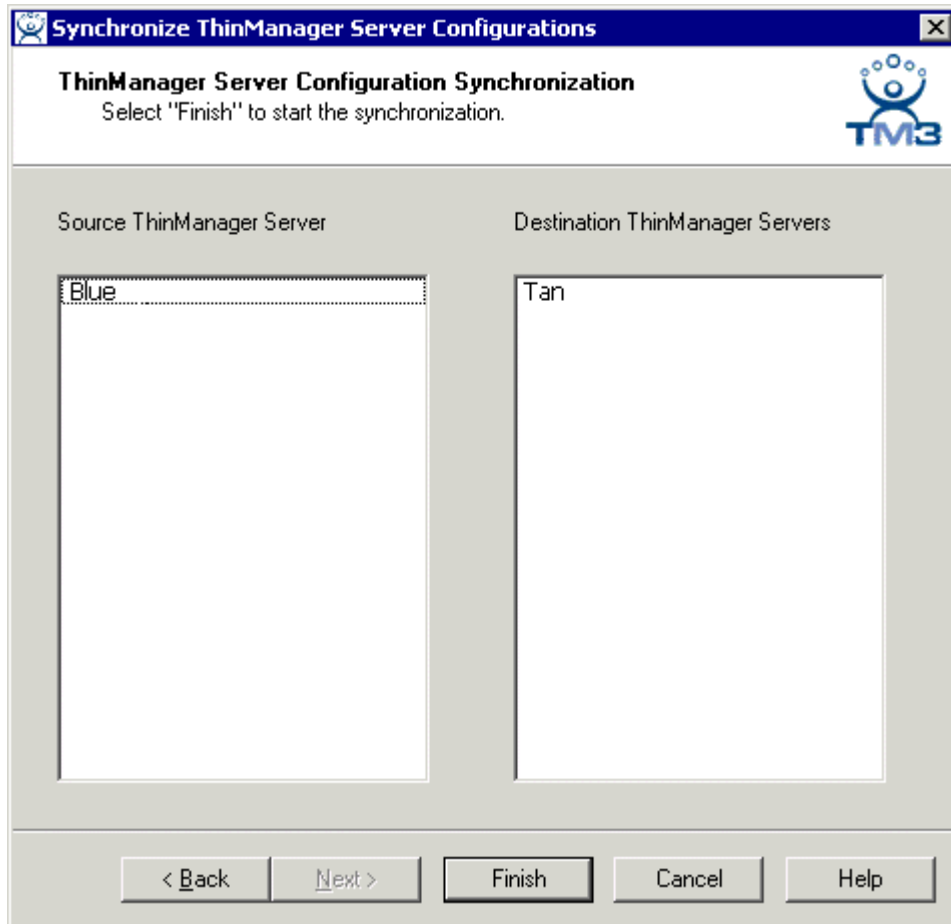 Synchronize ThinManager Server Configurations
ThinManager Server Configuration Synchronization
Select "Finish" to start the synchronization.
TM3
Source ThinManager Server
Destination ThinManager Servers
Blue
Tan
< Back
Next >
Finish
Cancel
Help